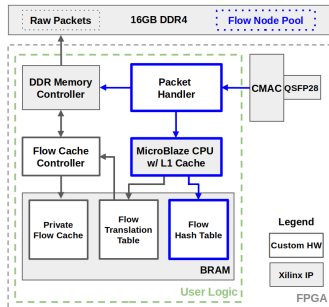 Raw Packets
16GB DDR4
Flow Node Pool
DDR Memory
Controller
Packet
Handler
CMAC
QSFP28
Flow Cache
Controller
MicroBlaze CPU
w/ L1 Cache
Private
Flow Cache
Flow
Translation
Table
Flow
Hash Table
BRAM
User Logic
Legend
Custom HW
Xilinx IP
FPGA